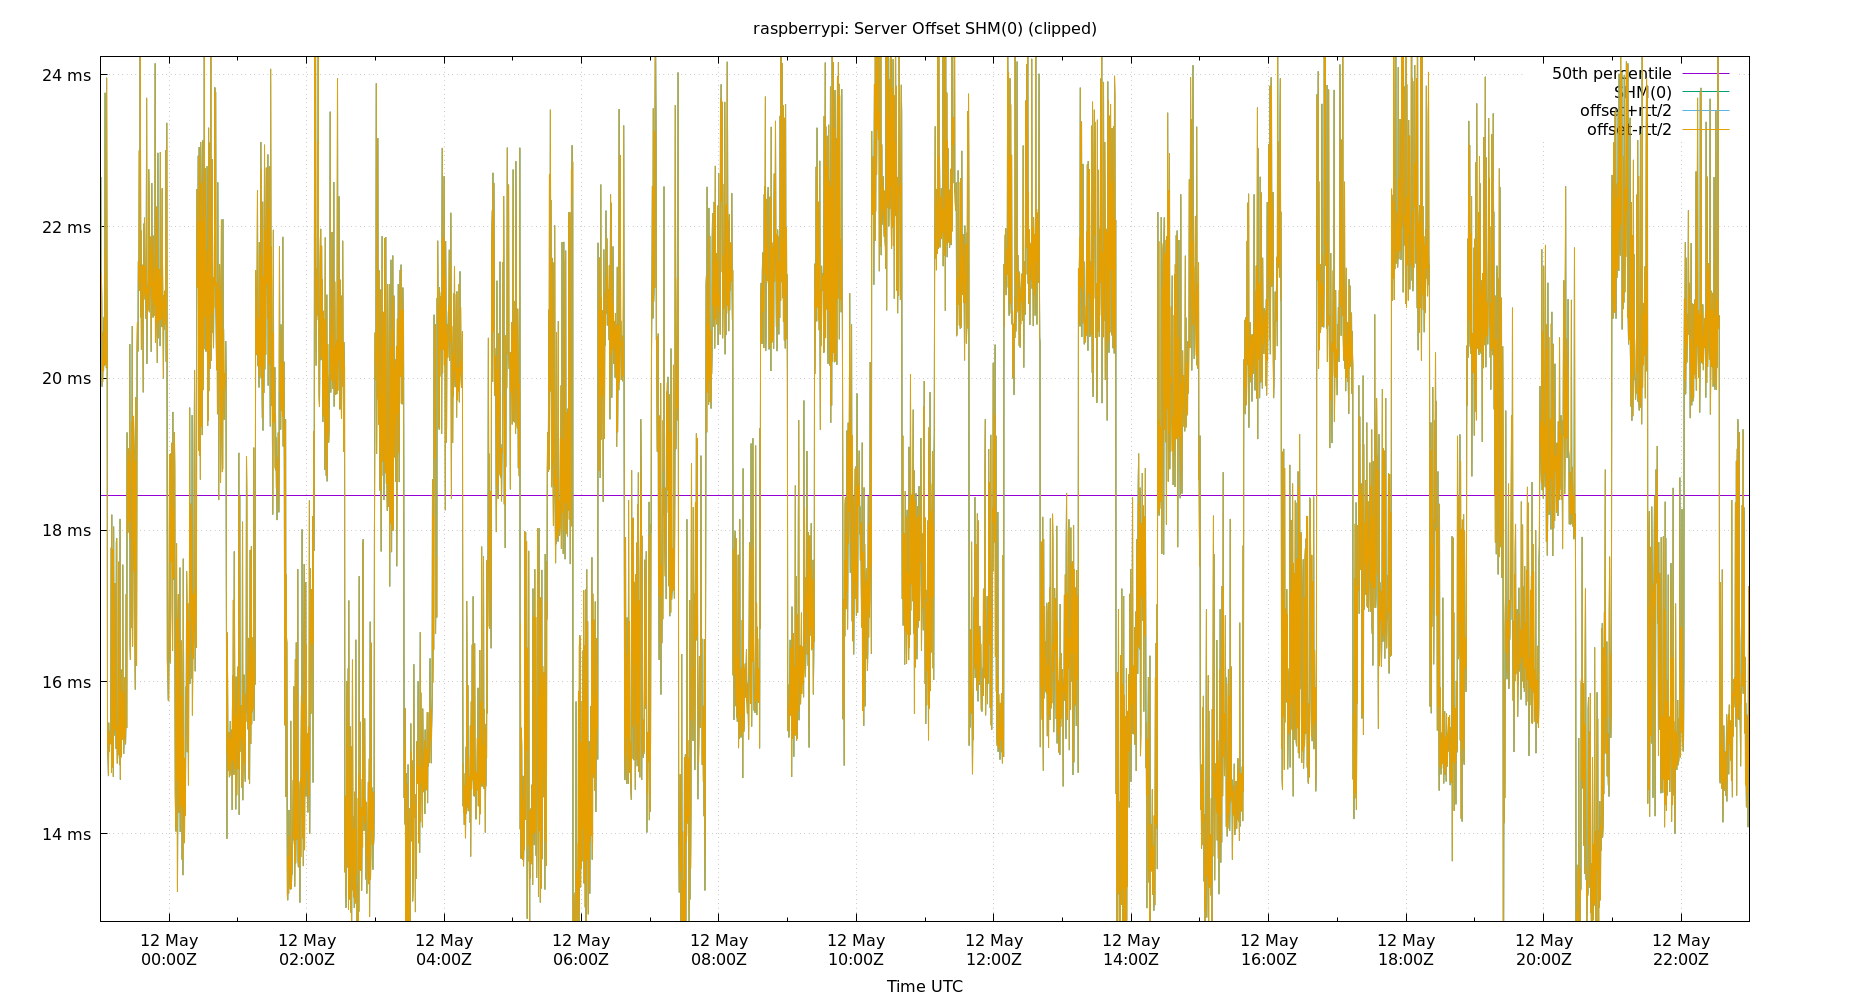 raspberrypi: Server Offset SHM(0) (clipped)
24 ms
22 ms
20 ms
18 ms
16 ms
14 ms
50th percentile
SHM(0)
offset+rtt/2
offset-rtt/2
12 May 12 May 12 May 12 May 12 May 12 May 12 May 12 May 12 May 12 May 12 May 12 May
00:00Z 02:00Z 04:00Z 06:00Z 08:00Z 10:00Z 12:00Z 14:00Z 16:00Z 18:00Z 20:00Z 22:00Z
Time UTC